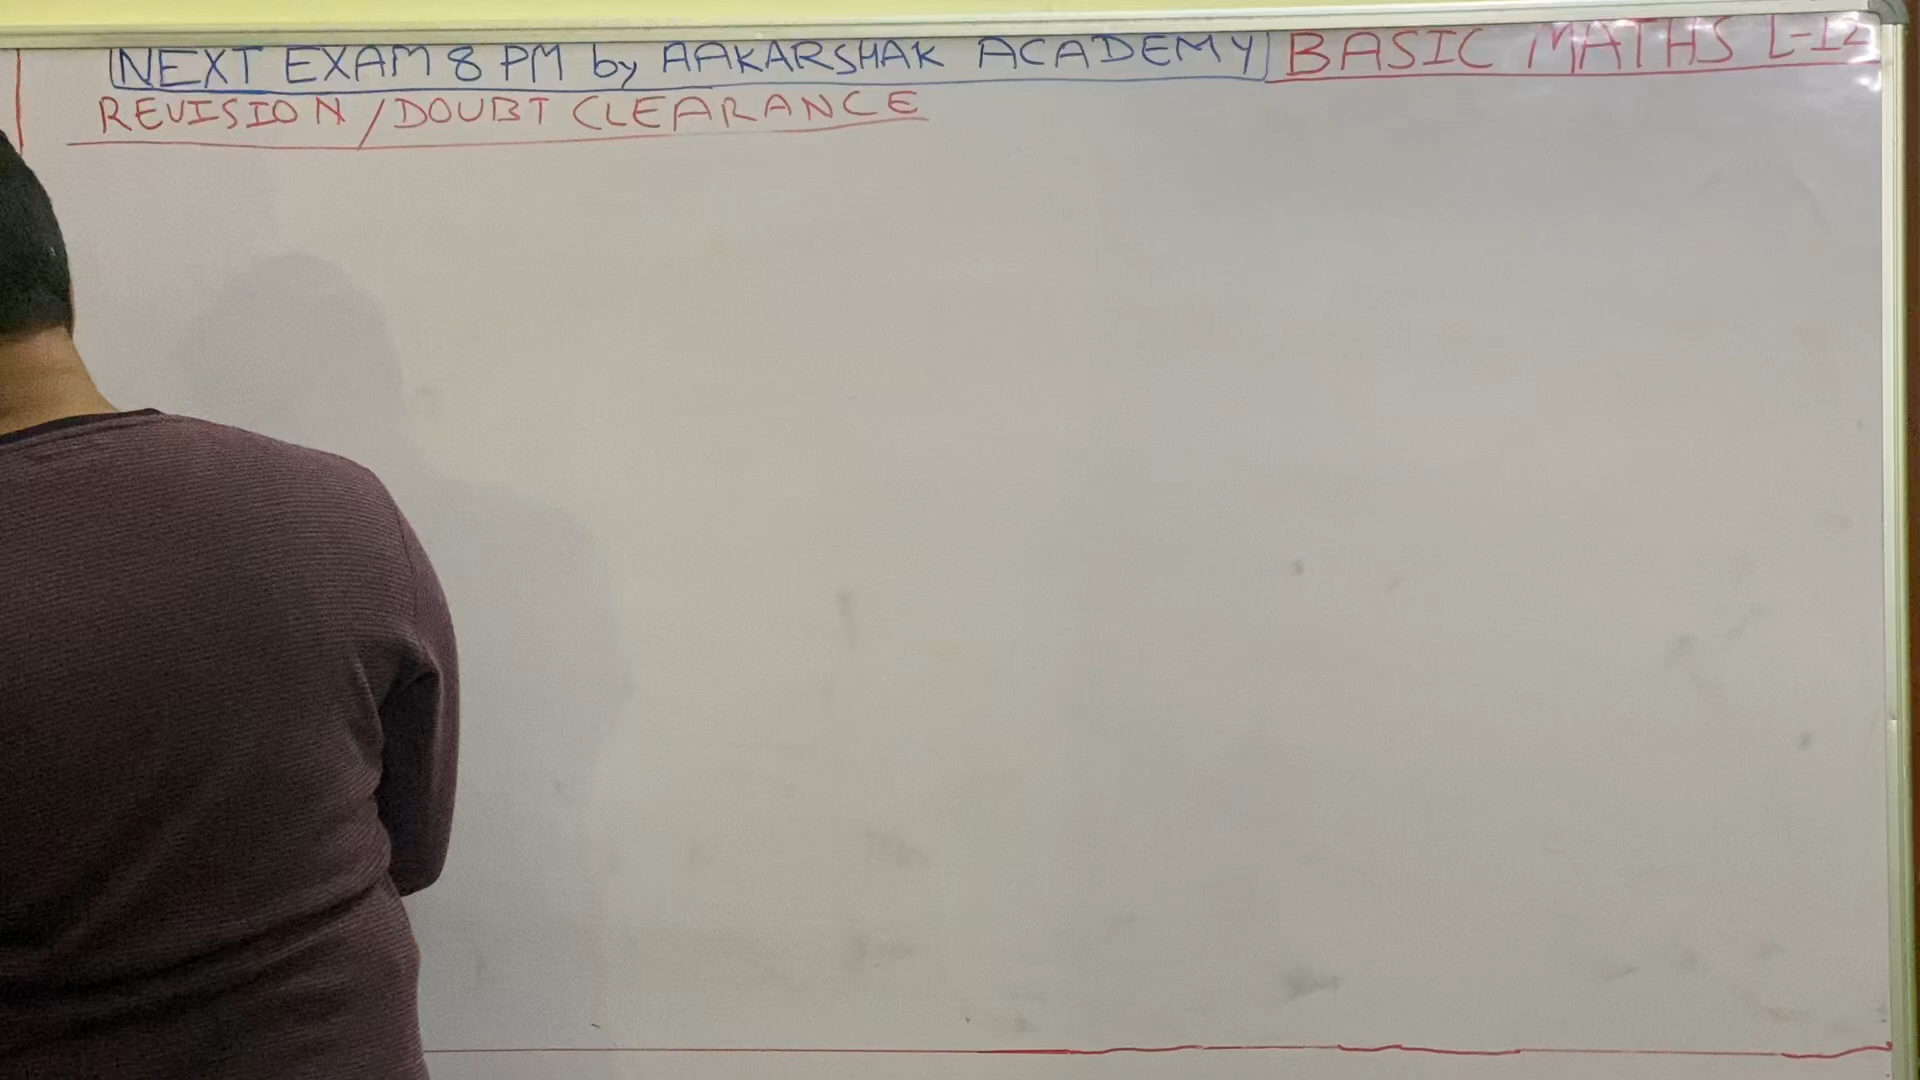 NEXT EXAM 8 PM by AAKARSHAK ACADEMY BASIC MATHS L-12
REVISION/DOUBT CLEARANCE